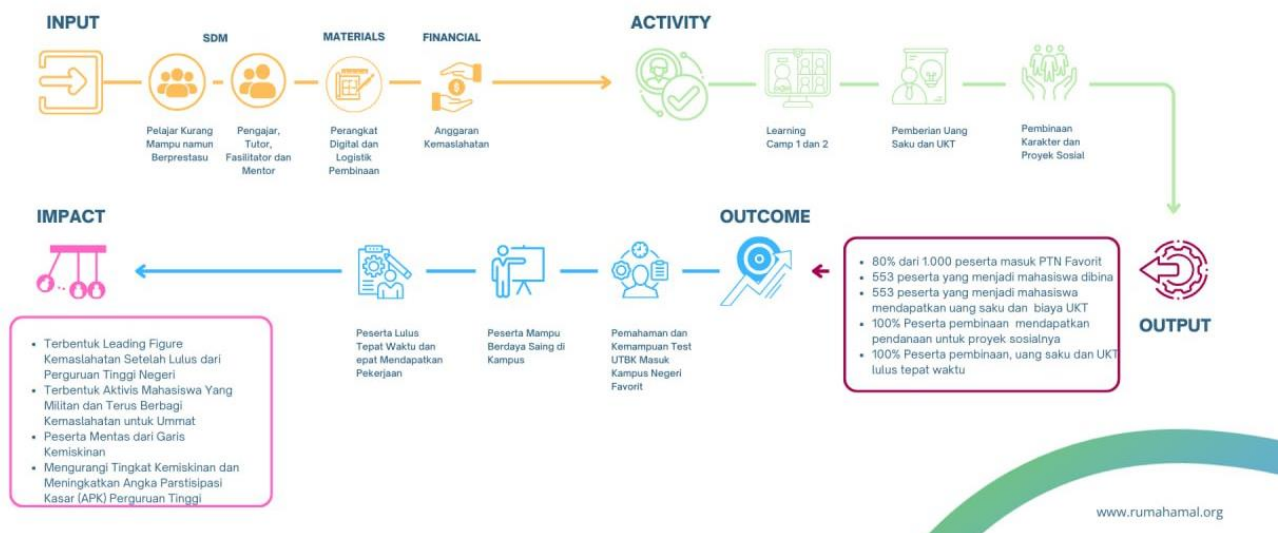 INPUT
SDM
MATERIALS
FINANCIAL
Pelajar Kurang
Mampu namun
Berprestasu
Pengajar,
Tutor,
Fasilitator dan
Mentor
Perangkat
Digital dan
Logistik
Pembinaan
Anggaran
Kemaslahatan
ACTIVITY
Learning
Camp 1 dan 2
Pemberian Uang
Saku dan UKT
Pembinaan
Karakter dan
Proyek Sosial
OUTPUT
• 80% dari 1.000 peserta masuk PTN Favorit
• 553 peserta yang menjadi mahasiswa dibina
• 553 peserta yang menjadi mahasiswa
mendapatkan uang saku dan biaya UKT
• 100% Peserta pembinaan mendapatkan
pendanaan untuk proyek sosialnya
• 100% Peserta pembinaan, uang saku dan UKT
lulus tepat waktu
OUTCOME
Pemahaman dan
Kemampuan Test
UTBK Masuk
Kampus Negeri
Favorit
Peserta Mampu
Berdaya Saing di
Kampus
Peserta Lulus
Tepat Waktu dan
epat Mendapatkan
Pekerjaan
IMPACT
• Terbentuk Leading Figure
Kemaslahatan Setelah Lulus dari
Perguruan Tinggi Negeri
• Terbentuk Aktivis Mahasiswa Yang
Militan dan Terus Berbagi
Kemaslahatan untuk Ummat
• Peserta Mentas dari Garis
Kemiskinan
• Mengurangi Tingkat Kemiskinan dan
Meningkatkan Angka Parstisipasi
Kasar (APK) Perguruan Tinggi
www.rumahamal.org